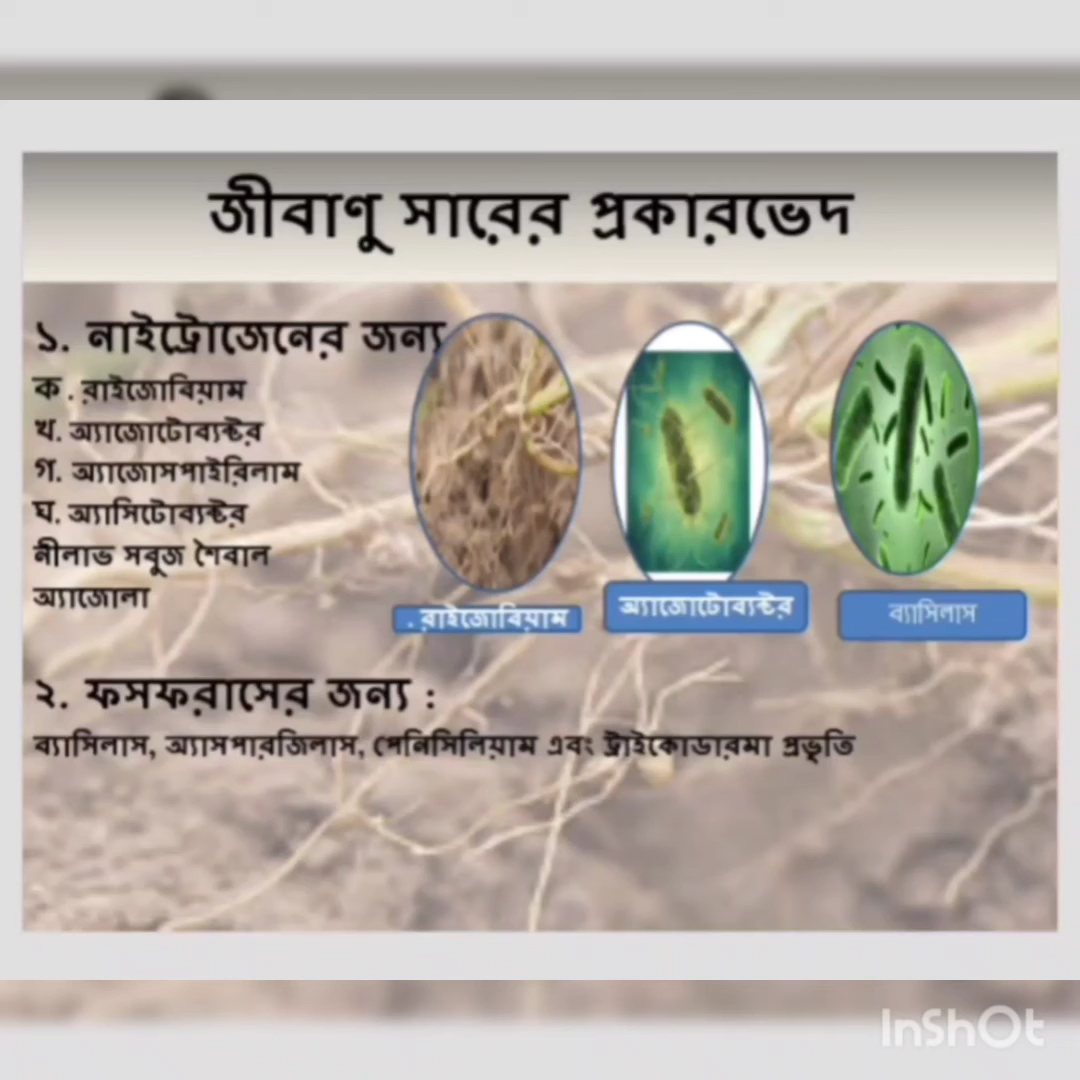 জীবাণু সারের প্রকারভেদ
১. নাইট্রোজেনের জন্য
ক . রাইজোবিয়াম
খ. অ্যাজোটোব্যক্টর
গ. অ্যাজোসপাইরিলাম
ঘ. অ্যাসিটোব্যক্টর
নীলাভ সবুজ শৈবাল
অ্যাজোলা
. রাইজোবিয়াম
অ্যাজোটোব্যক্টর
ব্যাসিলাস
২. ফসফরাসের জন্য :
ব্যাসিলাস, অ্যাসপারজিলাস, পেনিসিলিয়াম এবং ট্রাইকোডারমা প্রভৃতি
InShOt